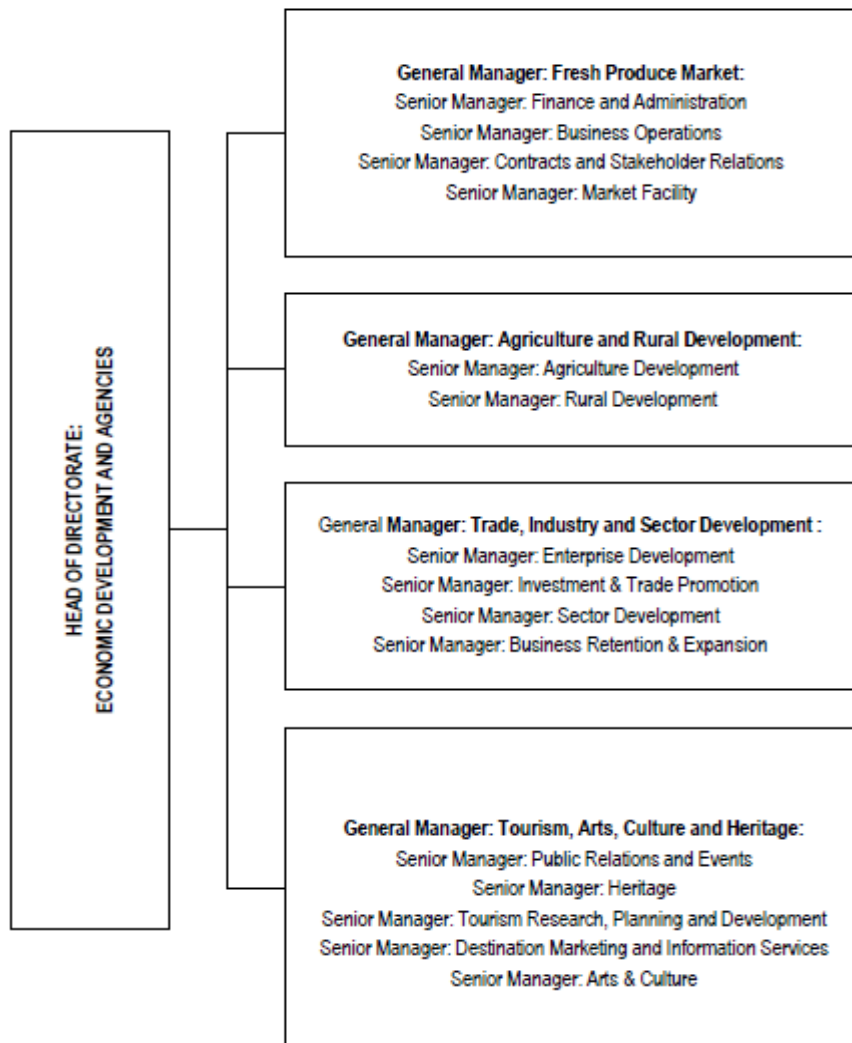 HEAD OF DIRECTORATE:
ECONOMIC DEVELOPMENT AND AGENCIES
General Manager: Fresh Produce Market:
Senior Manager: Finance and Administration
Senior Manager: Business Operations
Senior Manager: Contracts and Stakeholder Relations
Senior Manager: Market Facility
General Manager: Agriculture and Rural Development:
Senior Manager: Agriculture Development
Senior Manager: Rural Development
General Manager: Trade, Industry and Sector Development :
Senior Manager: Enterprise Development
Senior Manager: Investment & Trade Promotion
Senior Manager: Sector Development
Senior Manager: Business Retention & Expansion
General Manager: Tourism, Arts, Culture and Heritage:
Senior Manager: Public Relations and Events
Senior Manager: Heritage
Senior Manager: Tourism Research, Planning and Development
Senior Manager: Destination Marketing and Information Services
Senior Manager: Arts & Culture